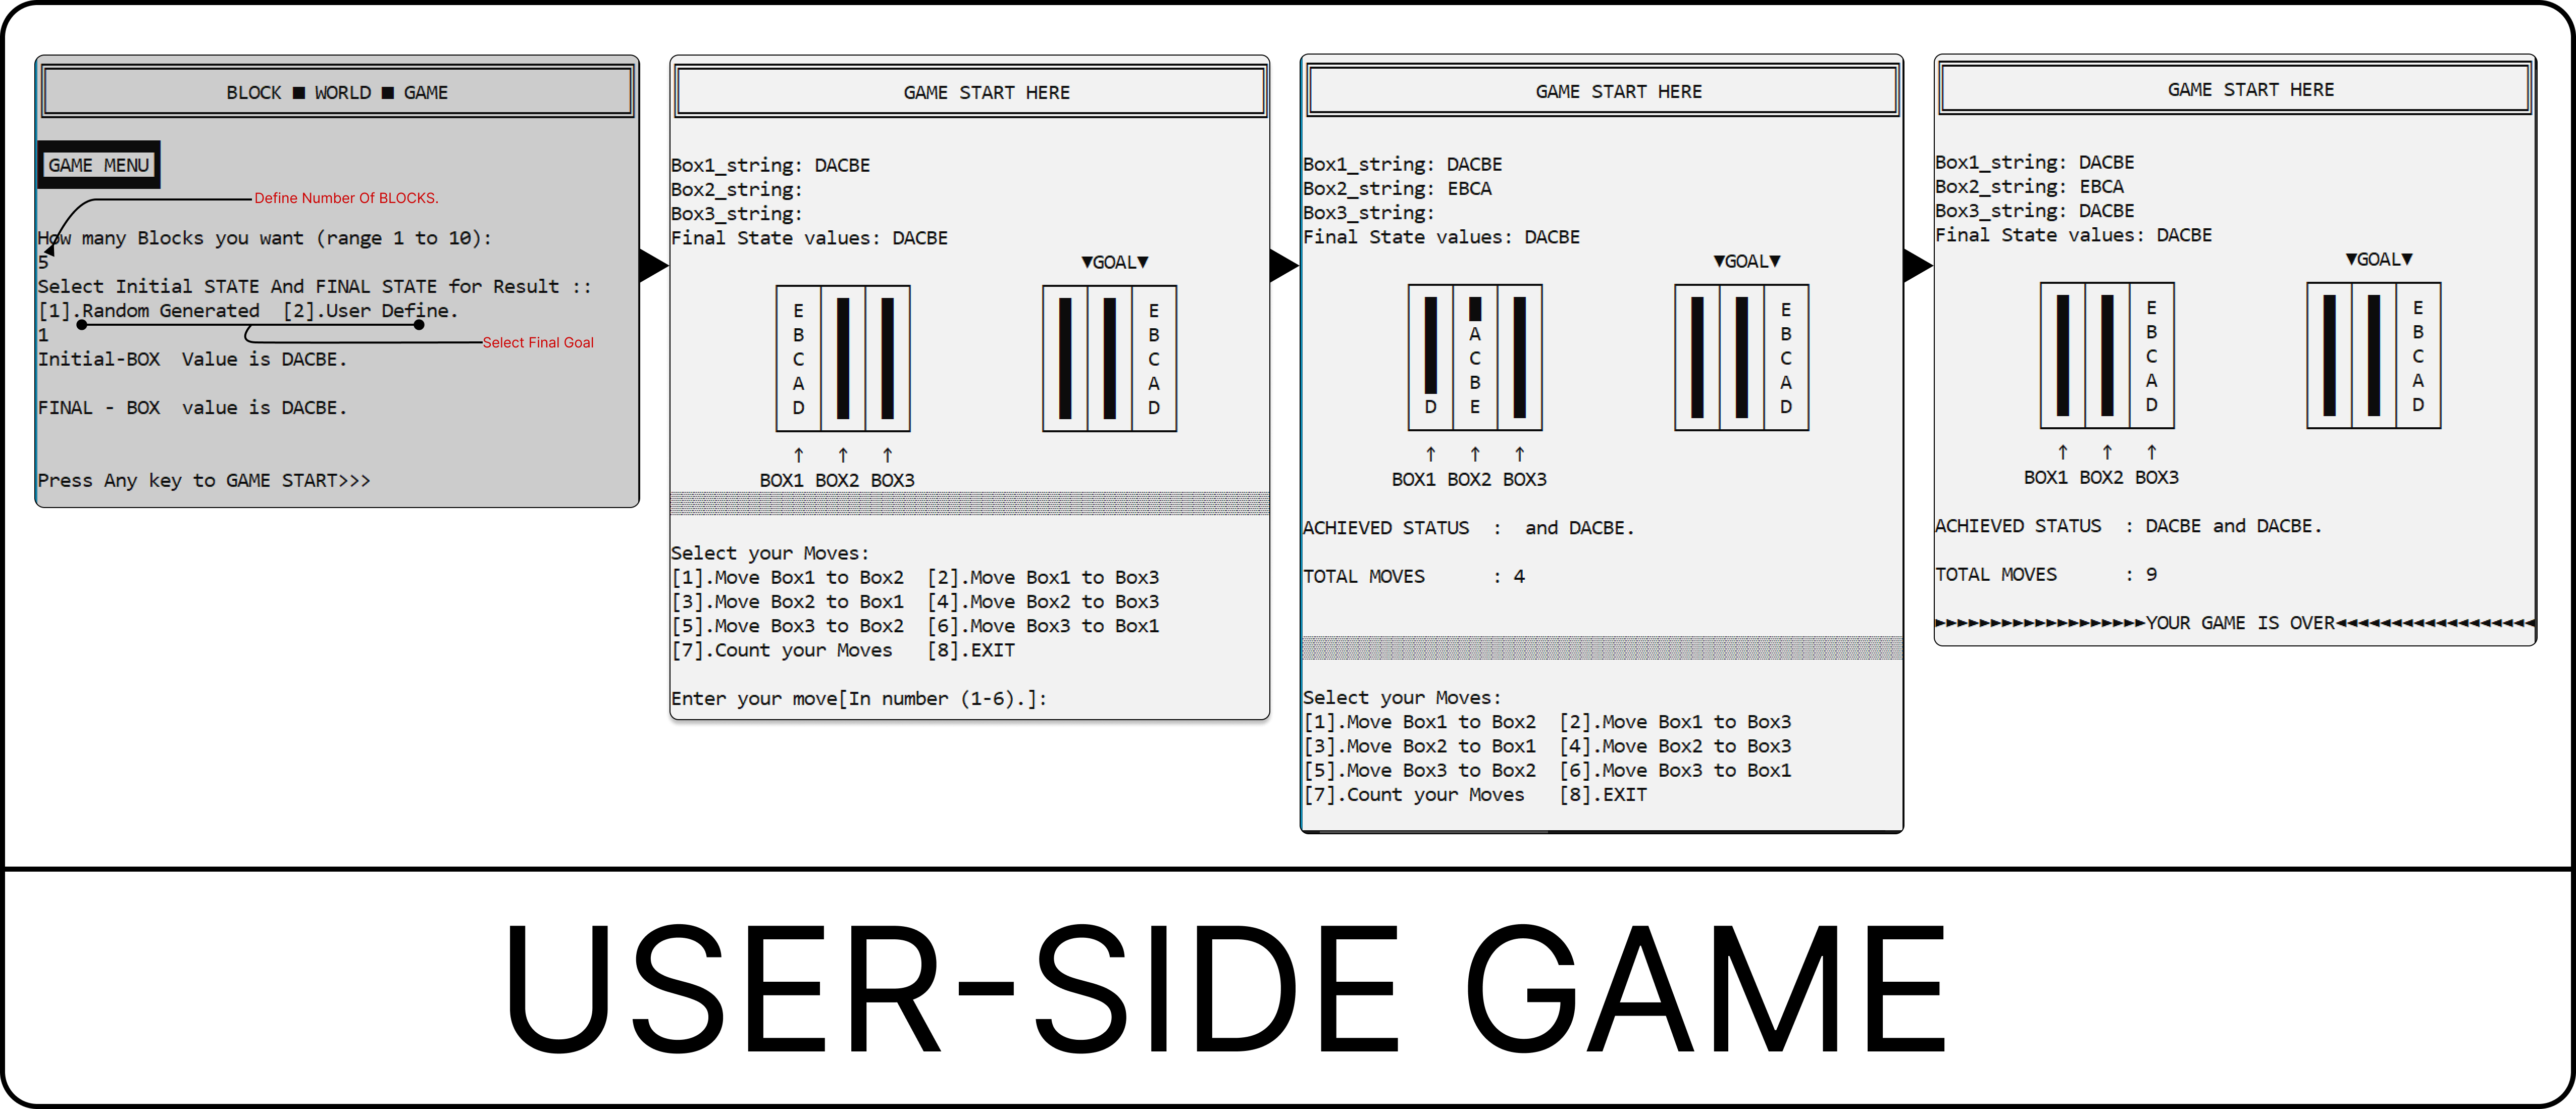 BLOCK ■ WORLD ■ GAME
GAME MENU
Define Number Of BLOCKS.
How many Blocks you want (range 1 to 10):
5
Select Initial STATE And FINAL STATE for Result ::
[1].Random Generated [2].User Define.
1
Select Final Goal
Initial-BOX Value is DACBE.
FINAL - BOX value is DACBE.
Press Any key to GAME START>>>
GAME START HERE
Box1_string: DACBE
Box2_string:
Box3_string:
Final State values: DACBE
▼GOAL▼
E E
B B
C C
A A
D D
↑ ↑ ↑
BOX1 BOX2 BOX3
Select your Moves:
[1].Move Box1 to Box2 [2].Move Box1 to Box3
[3].Move Box2 to Box1 [4].Move Box2 to Box3
[5].Move Box3 to Box2 [6].Move Box3 to Box1
[7].Count your Moves [8].EXIT
Enter your move[In number (1-6).]:
GAME START HERE
Box1_string: DACBE
Box2_string: EBCA
Box3_string:
Final State values: DACBE
▼GOAL▼
E
A B
C C
B A
D E D
↑ ↑ ↑
BOX1 BOX2 BOX3
ACHIEVED STATUS : and DACBE.
TOTAL MOVES : 4
Select your Moves:
[1].Move Box1 to Box2 [2].Move Box1 to Box3
[3].Move Box2 to Box1 [4].Move Box2 to Box3
[5].Move Box3 to Box2 [6].Move Box3 to Box1
[7].Count your Moves [8].EXIT
GAME START HERE
Box1_string: DACBE
Box2_string: EBCA
Box3_string: DACBE
Final State values: DACBE
▼GOAL▼
E E
B B
C C
A A
D D
↑ ↑ ↑
BOX1 BOX2 BOX3
ACHIEVED STATUS : DACBE and DACBE.
TOTAL MOVES : 9
►►►►►►►►►►►►►►►►►►►YOUR GAME IS OVER◄◄◄◄◄◄◄◄◄◄◄◄◄◄◄◄◄◄
USER-SIDE GAME